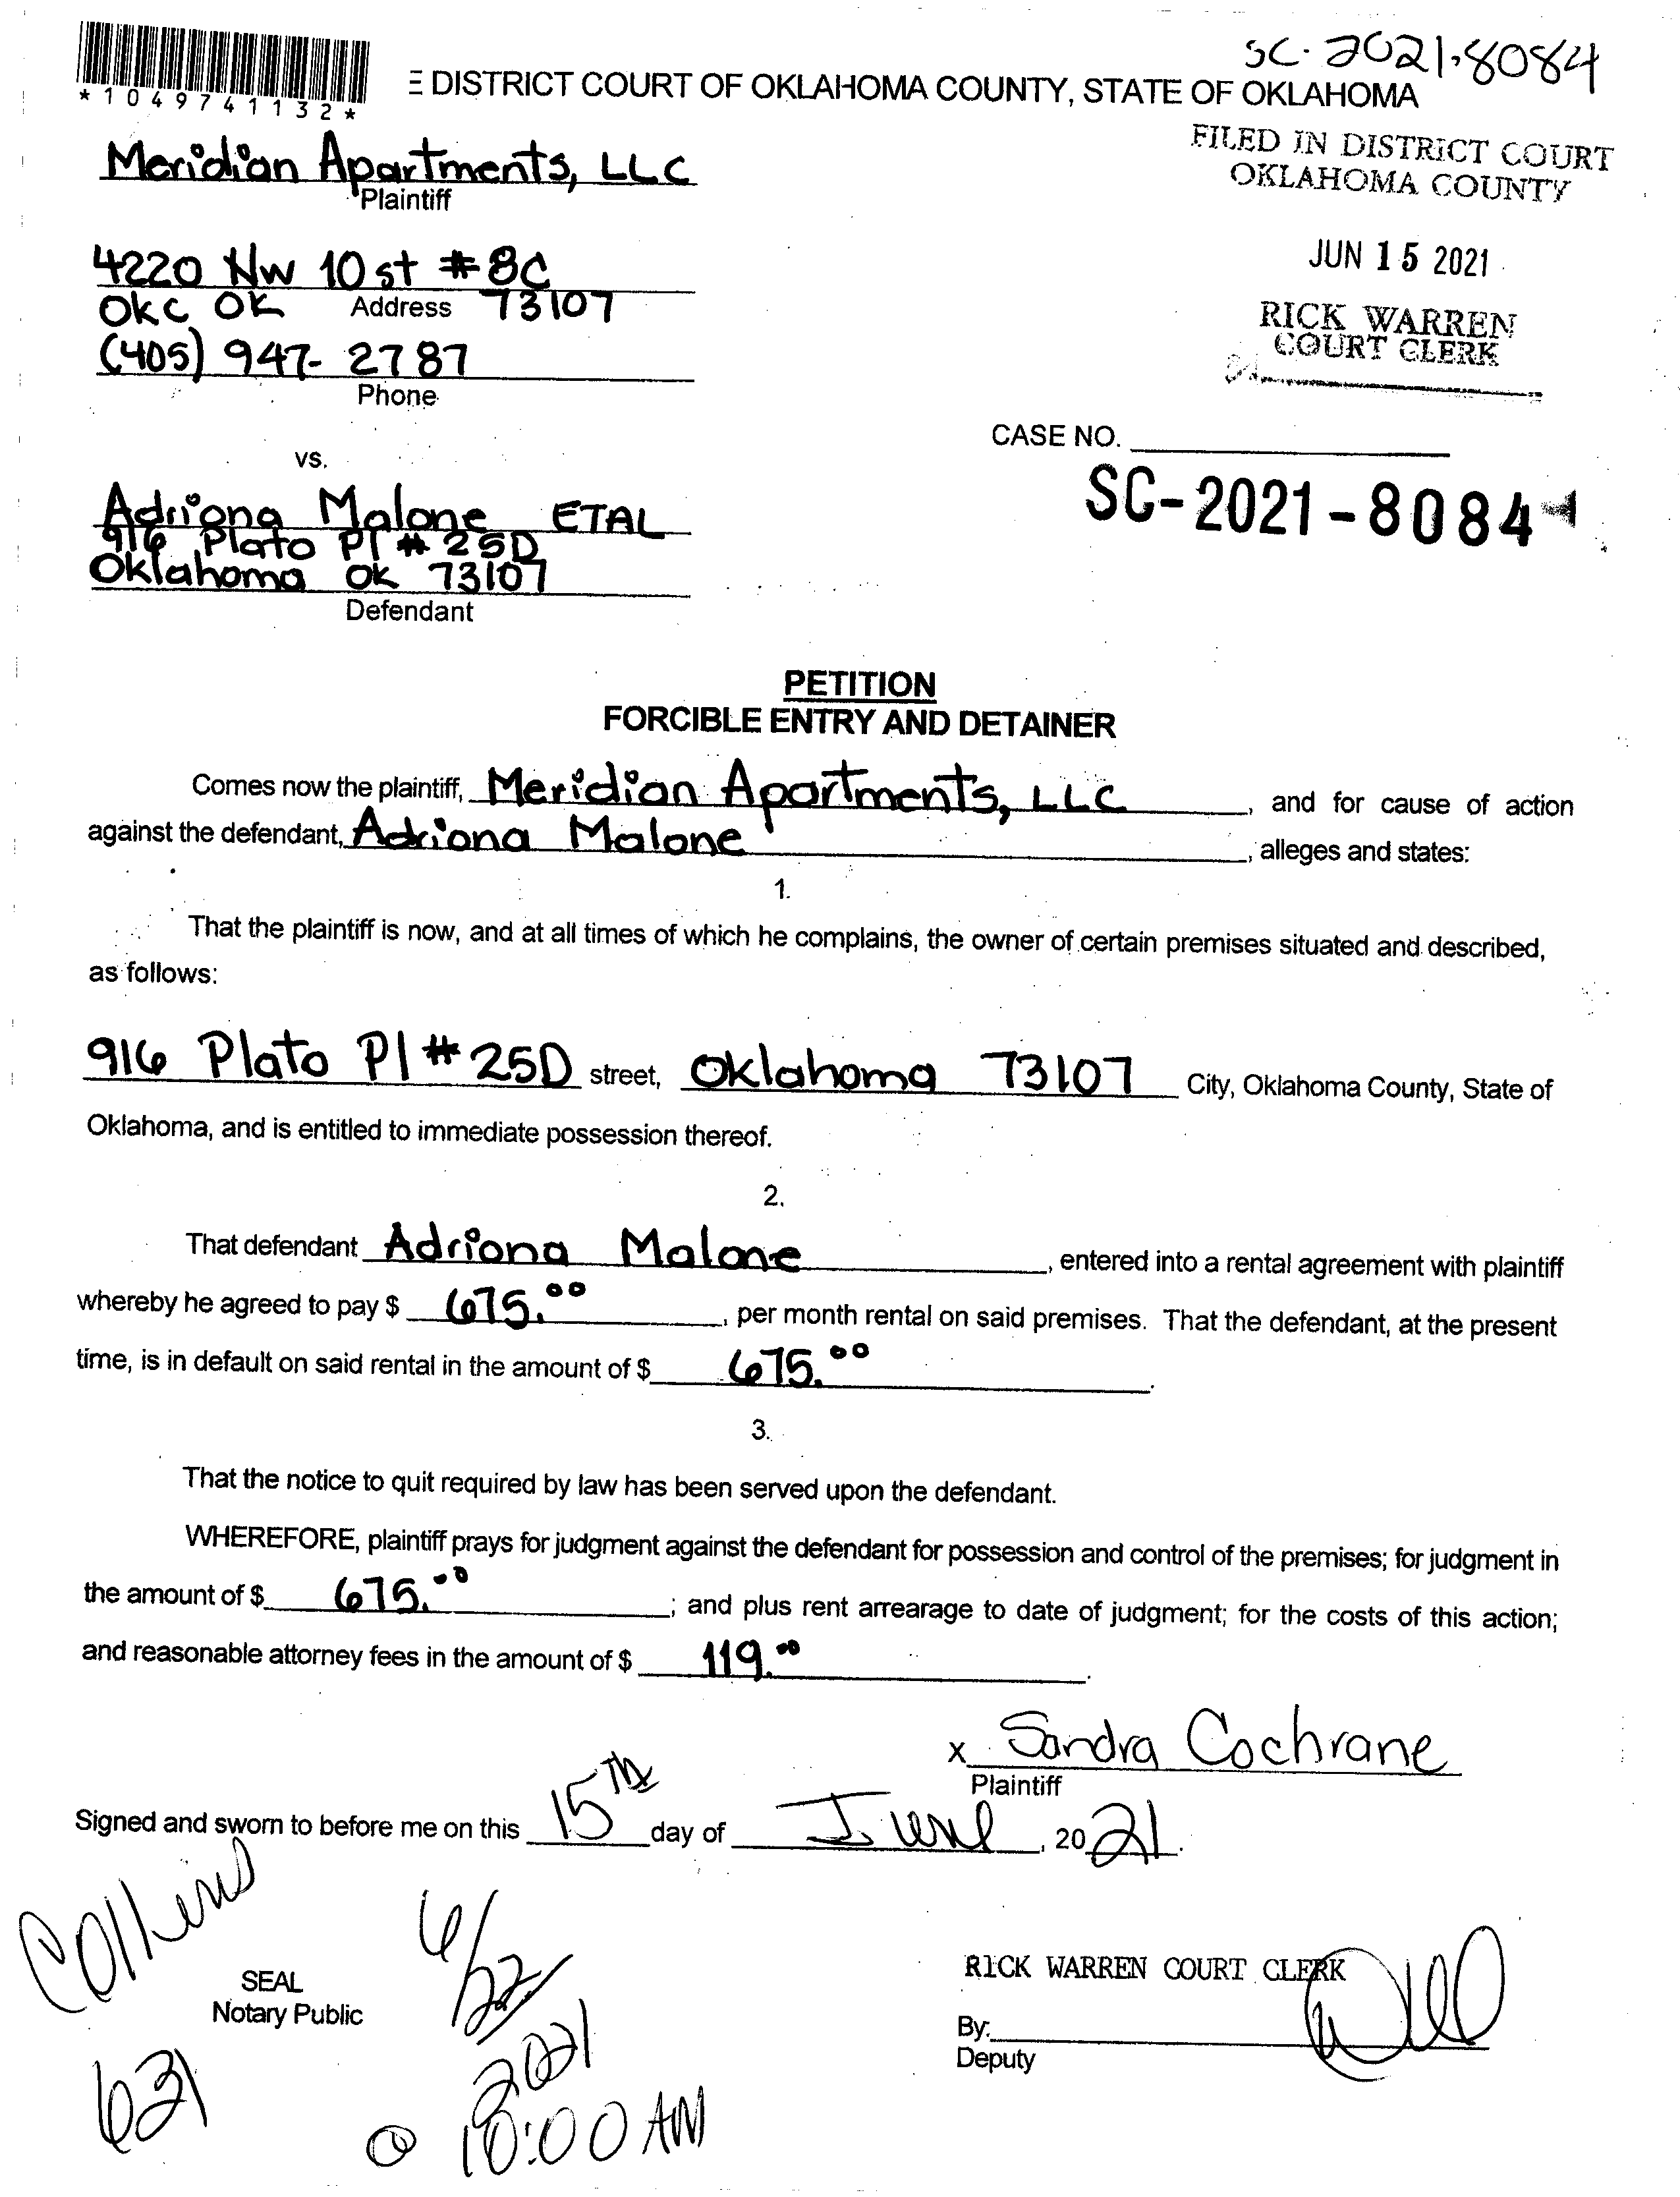 SC-2021-8084
*1049741132*
E DISTRICT COURT OF OKLAHOMA COUNTY, STATE OF OKLAHOMA
FILED IN DISTRICT COURT
OKLAHOMA COUNTY
Meridian Apartments, LLC
Plaintiff
JUN 15 2021
4220 NW 10 st #8C
OKC OK Address 73107
RICK WARREN
COURT CLERK
(405) 947-2787
Phone
CASE NO.
vs.
SC-2021-8084
Adriana Malone ETAL
916 Plato Pl # 25D
Oklahoma OK 73107
Defendant
PETITION
FORCIBLE ENTRY AND DETAINER
Comes now the plaintiff, Meridian Apartments, LLC, and for cause of action
against the defendant, Adriana Malone, alleges and states:
1.
That the plaintiff is now, and at all times of which he complains, the owner of certain premises situated and described,
as follows:
916 Plato Pl # 25D street, Oklahoma 73107 City, Oklahoma County, State of
Oklahoma, and is entitled to immediate possession thereof.
2.
That defendant Adriana Malone, entered into a rental agreement with plaintiff
whereby he agreed to pay $ 675.00, per month rental on said premises. That the defendant, at the present
time, is in default on said rental in the amount of $ 675.00.
3.
That the notice to quit required by law has been served upon the defendant.
WHEREFORE, plaintiff prays for judgment against the defendant for possession and control of the premises; for judgment in
the amount of $ 675.00; and plus rent arrearage to date of judgment; for the costs of this action;
and reasonable attorney fees in the amount of $ 119.00.
x Sandra Cochrane
Plaintiff
Signed and sworn to before me on this 15th day of June, 2021.
Collins
6/22
2021
@ 10:00 AM
SEAL
Notary Public
631
RICK WARREN COURT CLERK
By:
Deputy